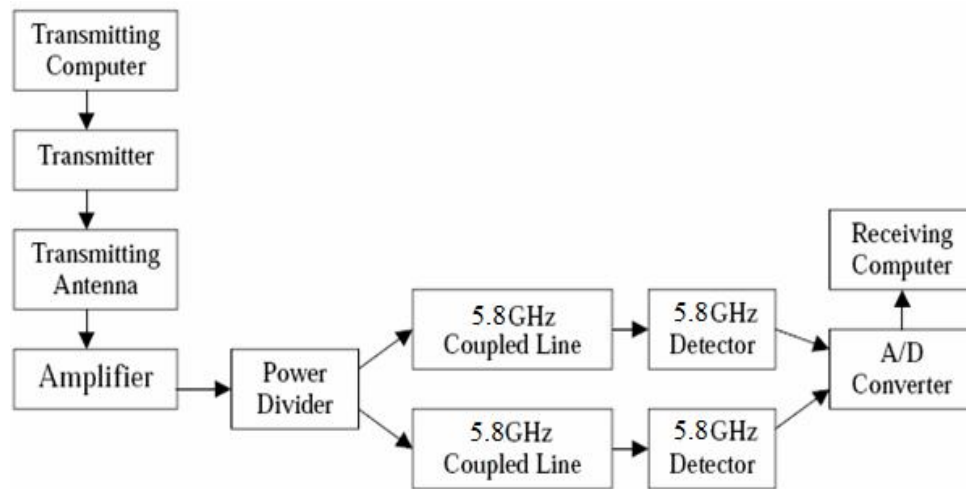 Transmitting
Computer
Transmitter
Transmitting
Antenna
Amplifier
Power
Divider
5.8GHz
Coupled Line
5.8GHz
Detector
5.8GHz
Coupled Line
5.8GHz
Detector
A/D
Converter
Receiving
Computer